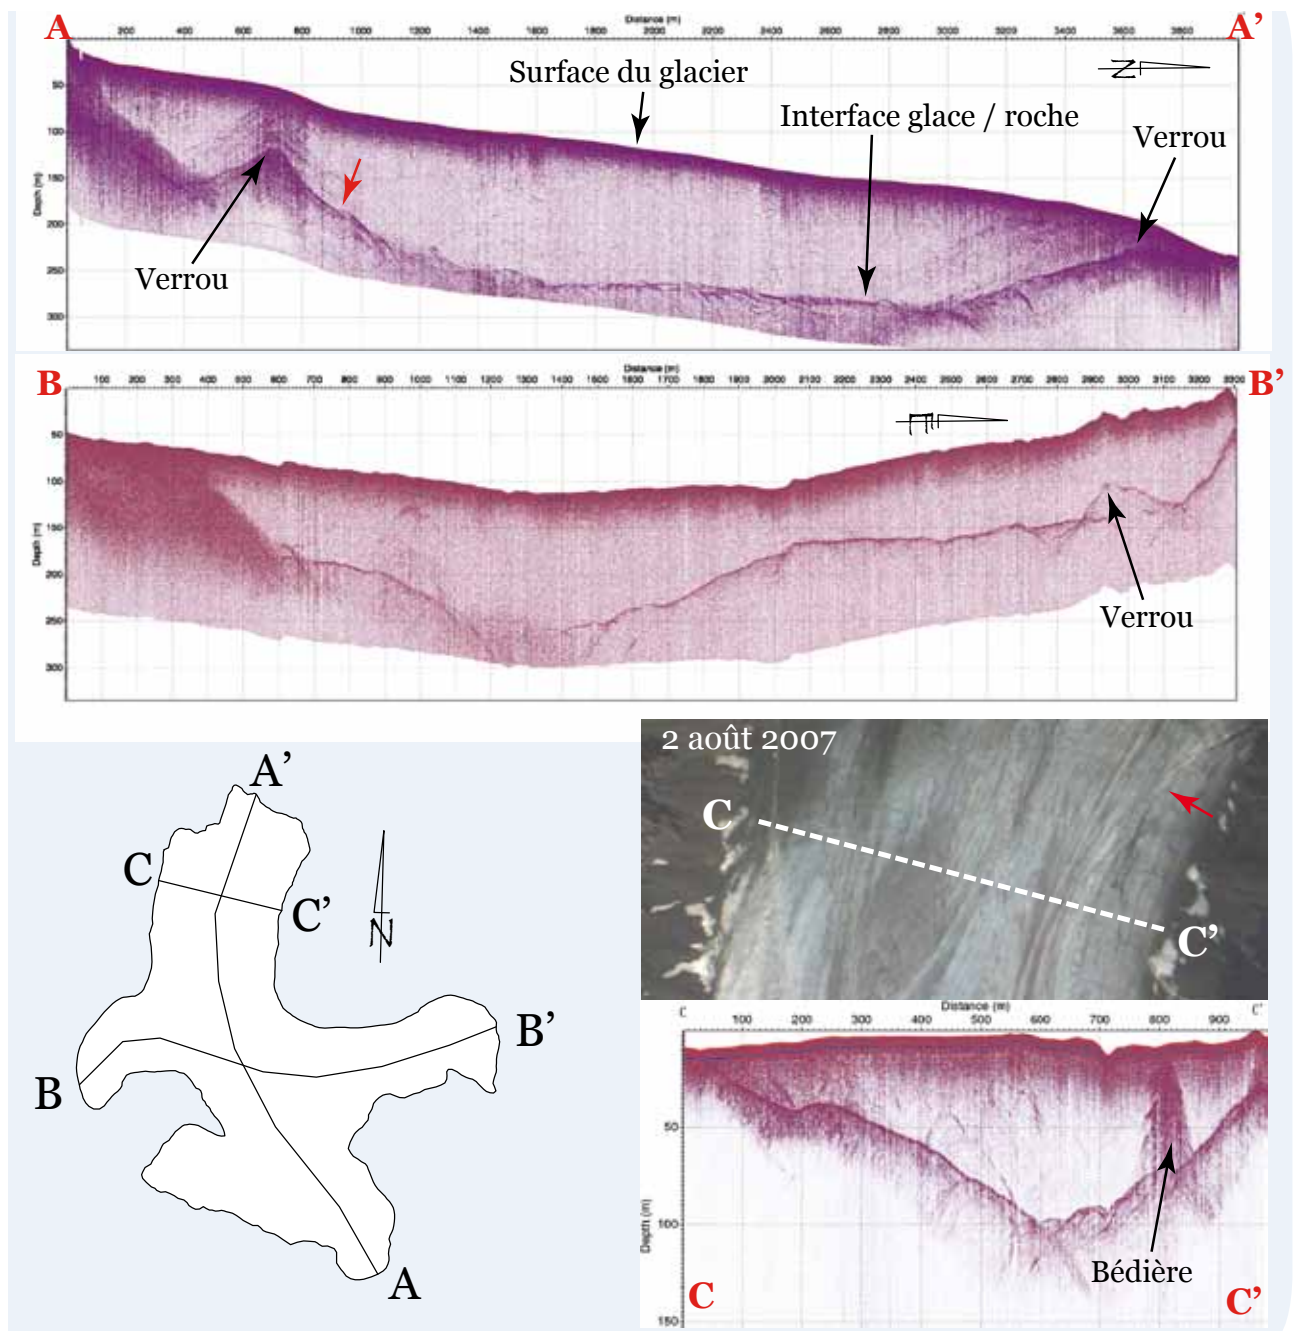 Distance (m)
A
A’
200 400 600 800 1000 1200 1400 1600 1800 2000 2200 2400 2600 2800 3000 3200 3400 3600 3800
N
Surface du glacier
Interface glace / roche
Verrou
50
100
150
200
250
300
Depth (m)
Verrou
Distance (m)
B
B’
100 200 300 400 500 600 700 800 900 1000 1100 1200 1300 1400 1500 1600 1700 1800 1900 2000 2100 2200 2300 2400 2500 2600 2700 2800 2900 3000 3100 3200 3300
50
100
150
200
250
300
Depth (m)
Verrou
2 août 2007
C
C’
A’
C
C’
N
B
B’
A
Distance (m)
C
C’
100 200 300 400 500 600 700 800 900
50
100
150
Depth (m)
Bédière
C
C’